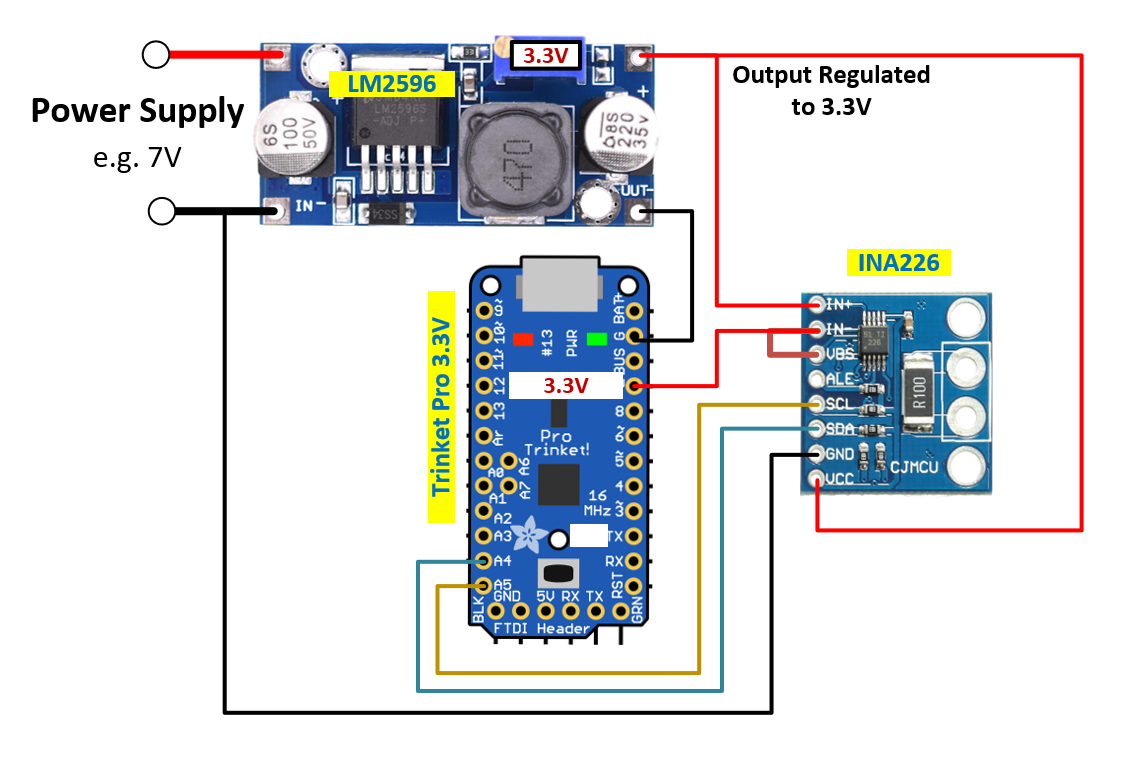 3.3V
LM2596
Output Regulated
to 3.3V
Power Supply
e.g. 7V
33
LM2596S
-ADJ P+
6S
100
50V
470
8S
220
35V
+
IN-
SS34
OUT-
INA226
Trinket Pro 3.3V
9
10
11
12
13
Ar
A0
A1
A2
A3
A4
A5
A6
A7
#13
PWR
BAT+
G
BUS
3.3V
8
6
5
4
3
TX
RX
RST
Pro
Trinket!
16
MHz
BLK
GND
5V
RX
TX
GRN
FTDI Header
IN+
IN-
VBS
ALE
SCL
SDA
GND
VCC
226
R100
CJMCU